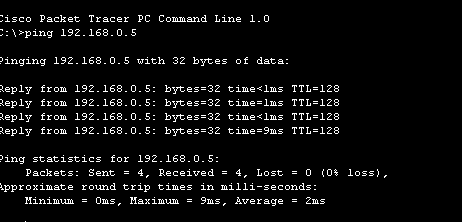 Cisco Packet Tracer PC Command Line 1.0
C:\>ping 192.168.0.5
Pinging 192.168.0.5 with 32 bytes of data:
Reply from 192.168.0.5: bytes=32 time<1ms TTL=128
Reply from 192.168.0.5: bytes=32 time<1ms TTL=128
Reply from 192.168.0.5: bytes=32 time<1ms TTL=128
Reply from 192.168.0.5: bytes=32 time=9ms TTL=128
Ping statistics for 192.168.0.5:
Packets: Sent = 4, Received = 4, Lost = 0 (0% loss),
Approximate round trip times in milli-seconds:
Minimum = 0ms, Maximum = 9ms, Average = 2ms